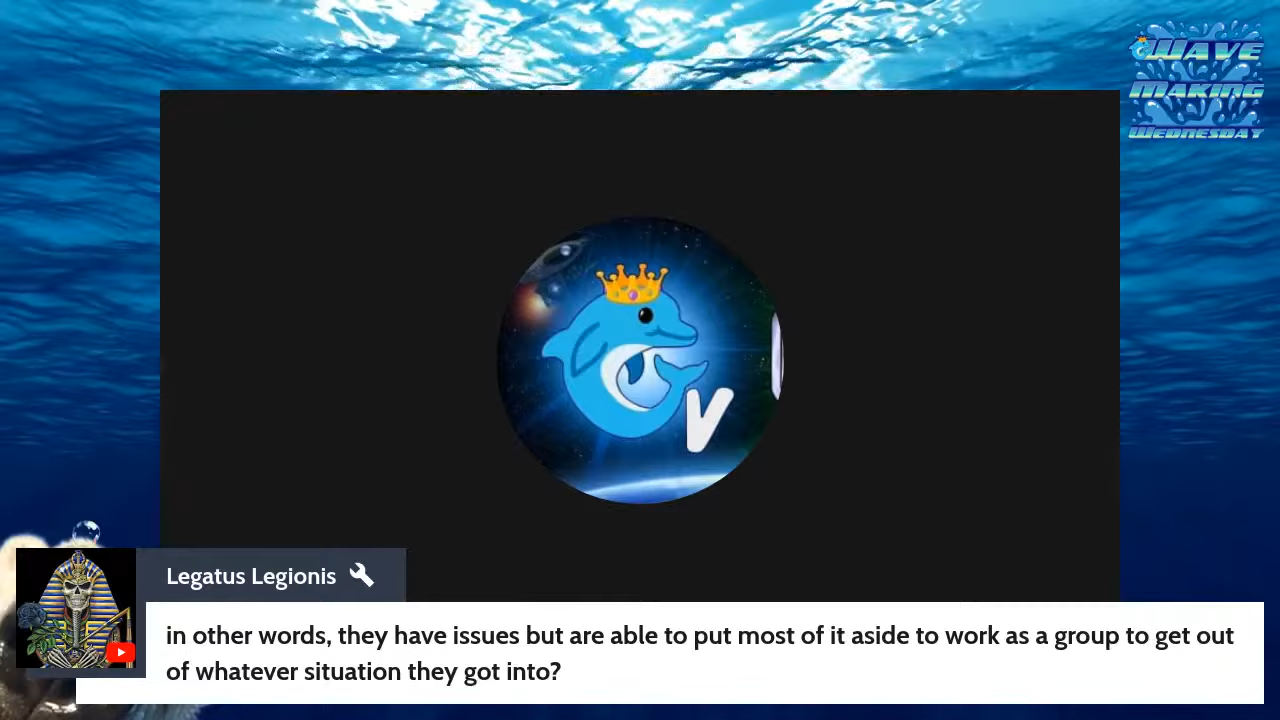 WAVE
MAKING
WEDNESDAY
V
Legatus Legionis
in other words, they have issues but are able to put most of it aside to work as a group to get out
of whatever situation they got into?